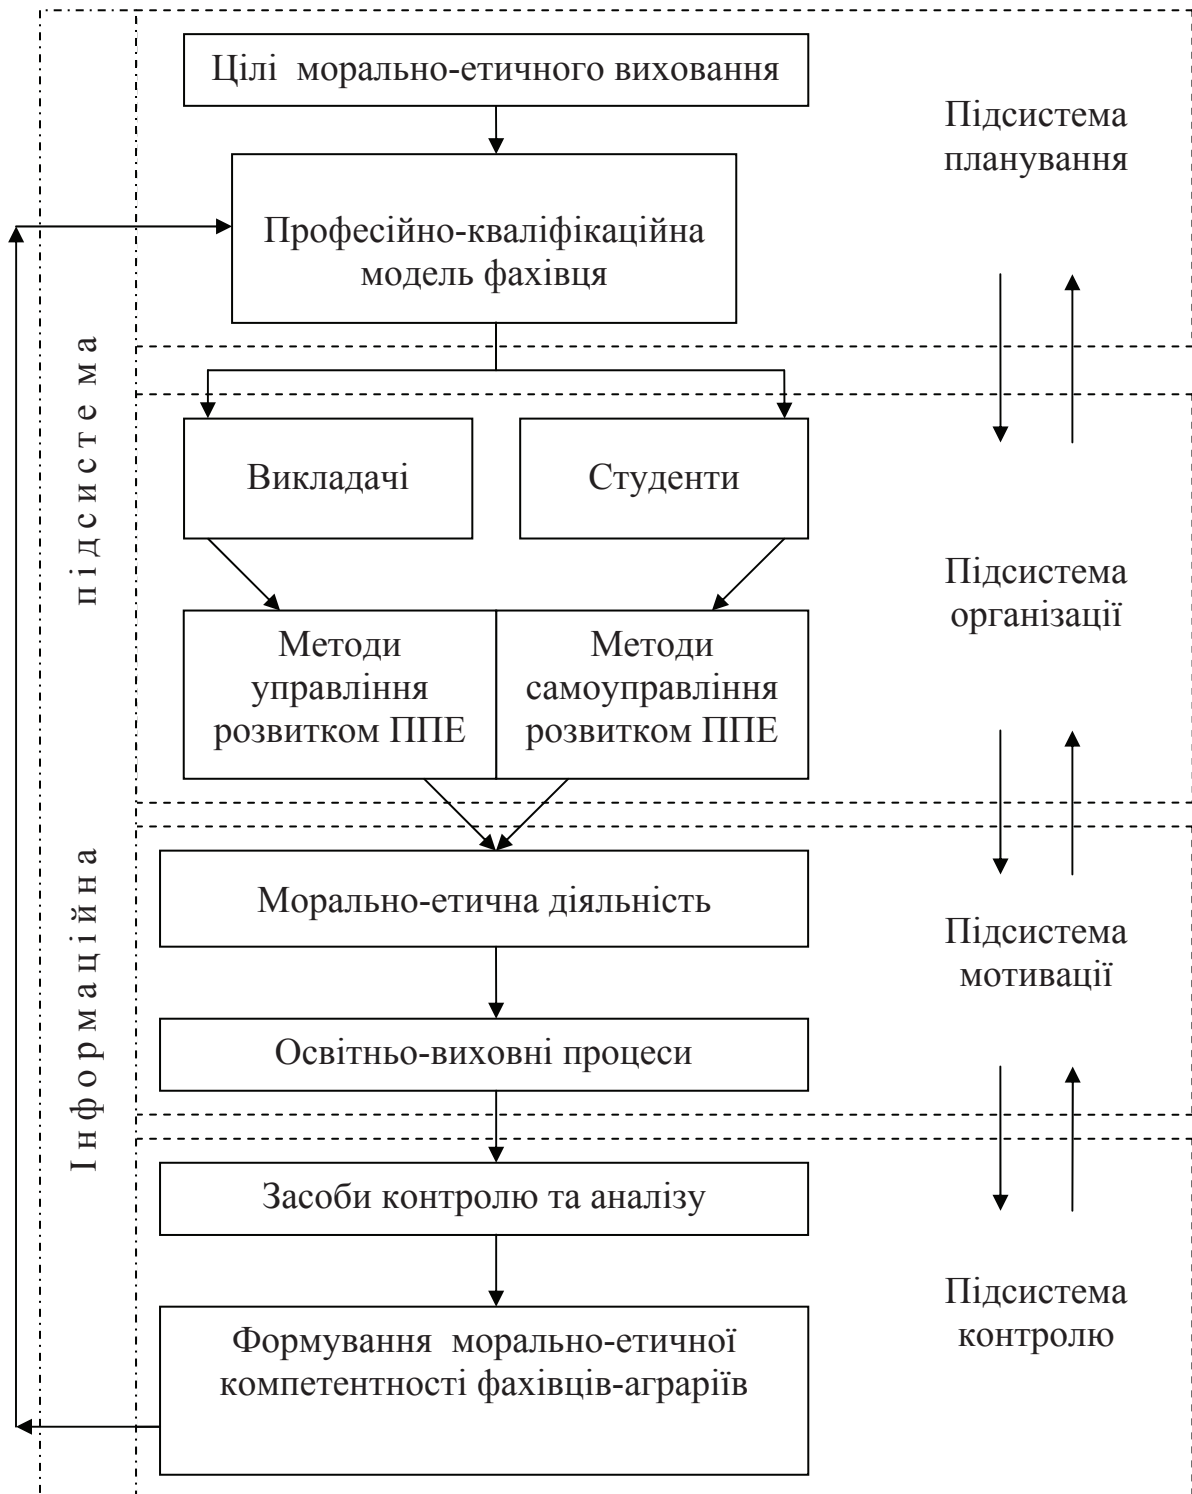 Цілі морально-етичного виховання
Підсистема
планування
Професійно-кваліфікаційна
модель фахівця
Викладачі
Студенти
Підсистема
організації
Методи
управління
розвитком ППЕ
Методи
самоуправління
розвитком ППЕ
Морально-етична діяльність
Підсистема
мотивації
Освітньо-виховні процеси
Засоби контролю та аналізу
Підсистема
контролю
Формування морально-етичної
компетентності фахівців-аграріїв
Інформаційна підсистема